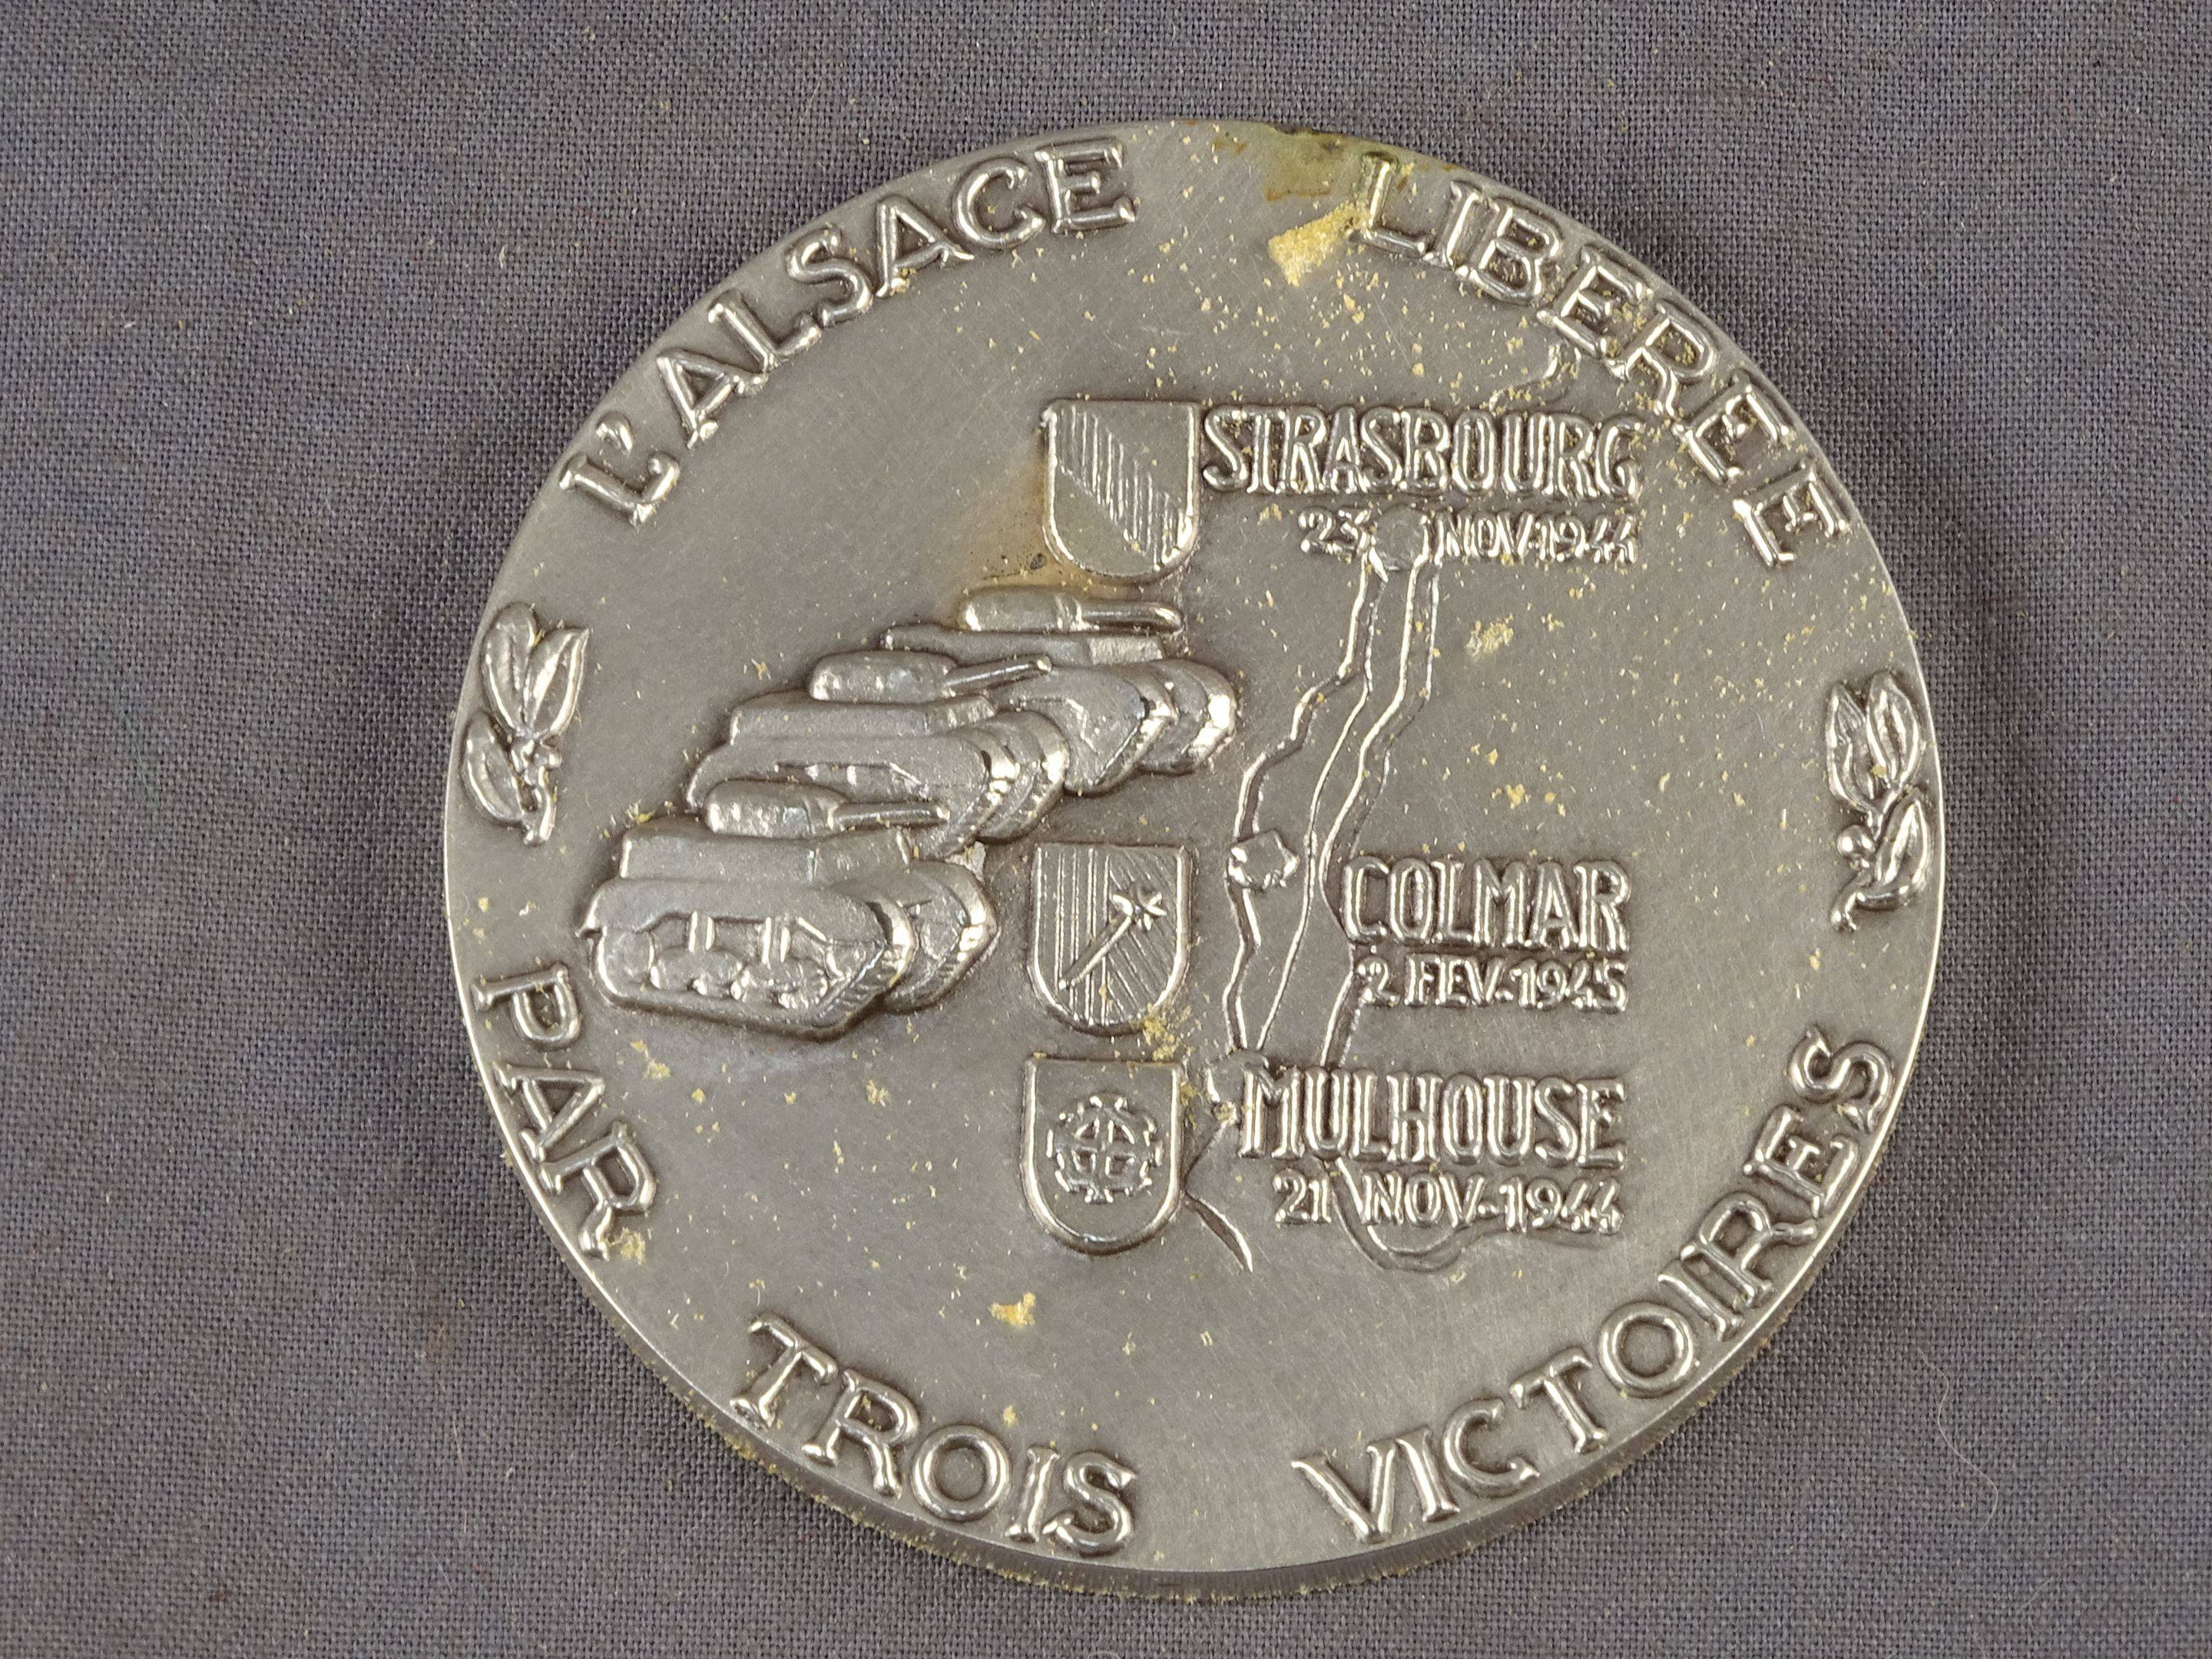 L'ALSACE LIBEREE
PAR TROIS VICTOIRES
STRASBOURG
23 NOV.1944
COLMAR
2.FEV.1945
MULHOUSE
21 NOV.1944